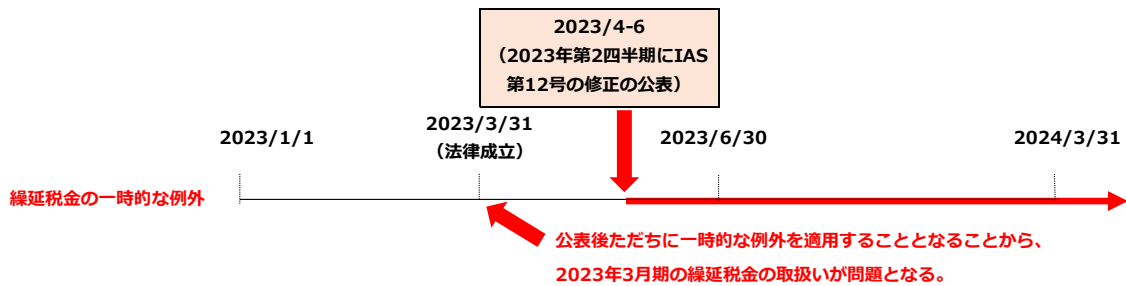 2023/4-6
（2023年第2四半期にIAS
第12号の修正の公表）
2023/1/1
2023/3/31
（法律成立）
2023/6/30
2024/3/31
繰延税金の一時的な例外
公表後ただちに一時的な例外を適用することとなることから、
2023年3月期の繰延税金の取扱いが問題となる。